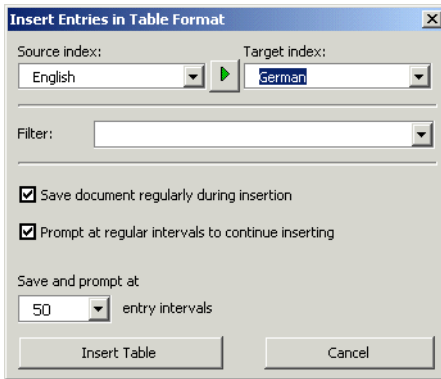 Insert Entries in Table Format
Source index: Target index:
English German
Filter:
Save document regularly during insertion
Prompt at regular intervals to continue inserting
Save and prompt at
50 entry intervals
Insert Table Cancel